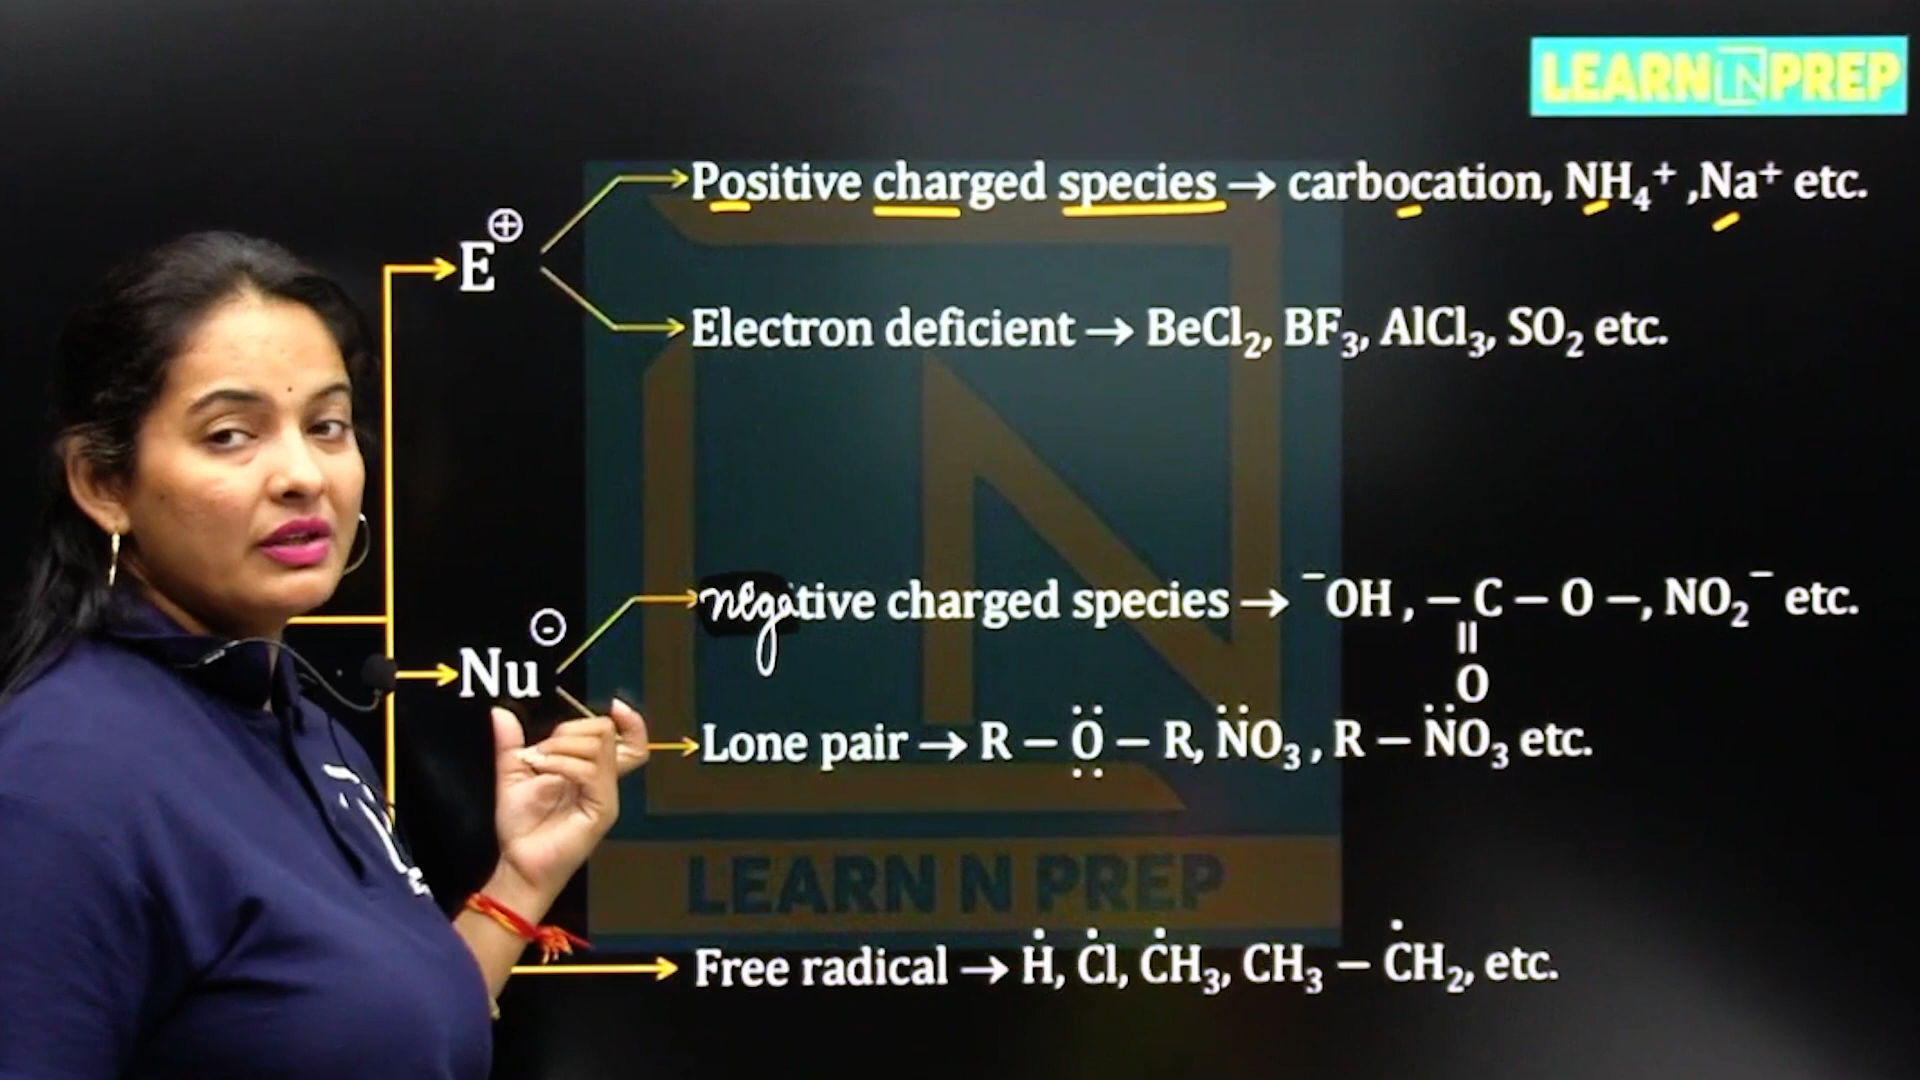 LEARN N PREP
Positive charged species → carbocation, NH₄⁺ ,Na⁺ etc.
E⊕
Electron deficient → BeCl₂, BF₃, AlCl₃, SO₂ etc.
negative charged species → ⁻OH , – C – O –, NO₂⁻ etc.
||
O
Nu⊖
Lone pair → R – Ö̤ – R, N̈O₃ , R – N̈O₃ etc.
LEARN N PREP
Free radical → Ḣ, Ċl, ĊH₃, CH₃ – ĊH₂, etc.